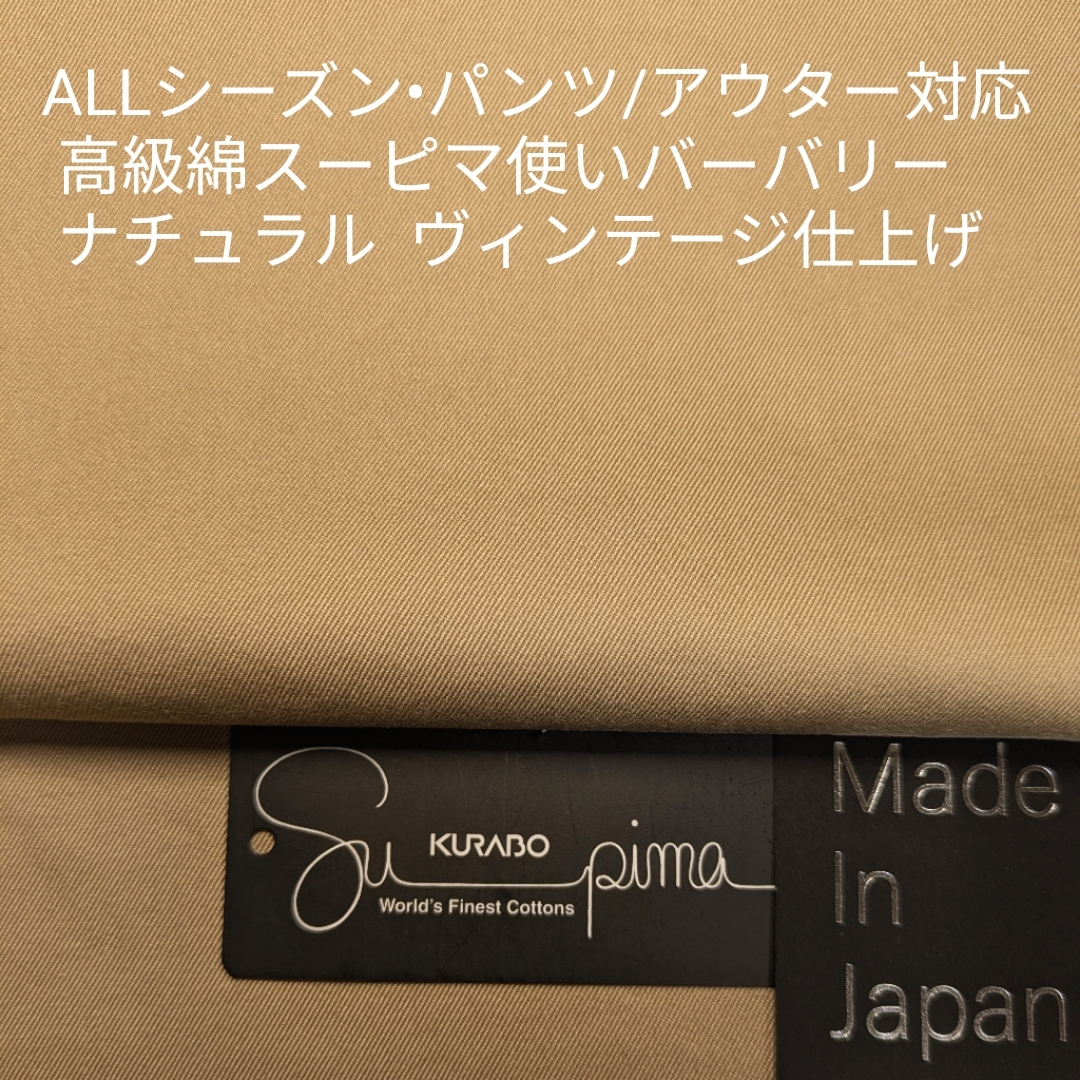 ALLシーズン•パンツ/アウター対応
高級綿スーピマ使いバーバリー
ナチュラル ヴィンテージ仕上げ
Supima
KURABO
World's Finest Cottons
Made
In
Japan